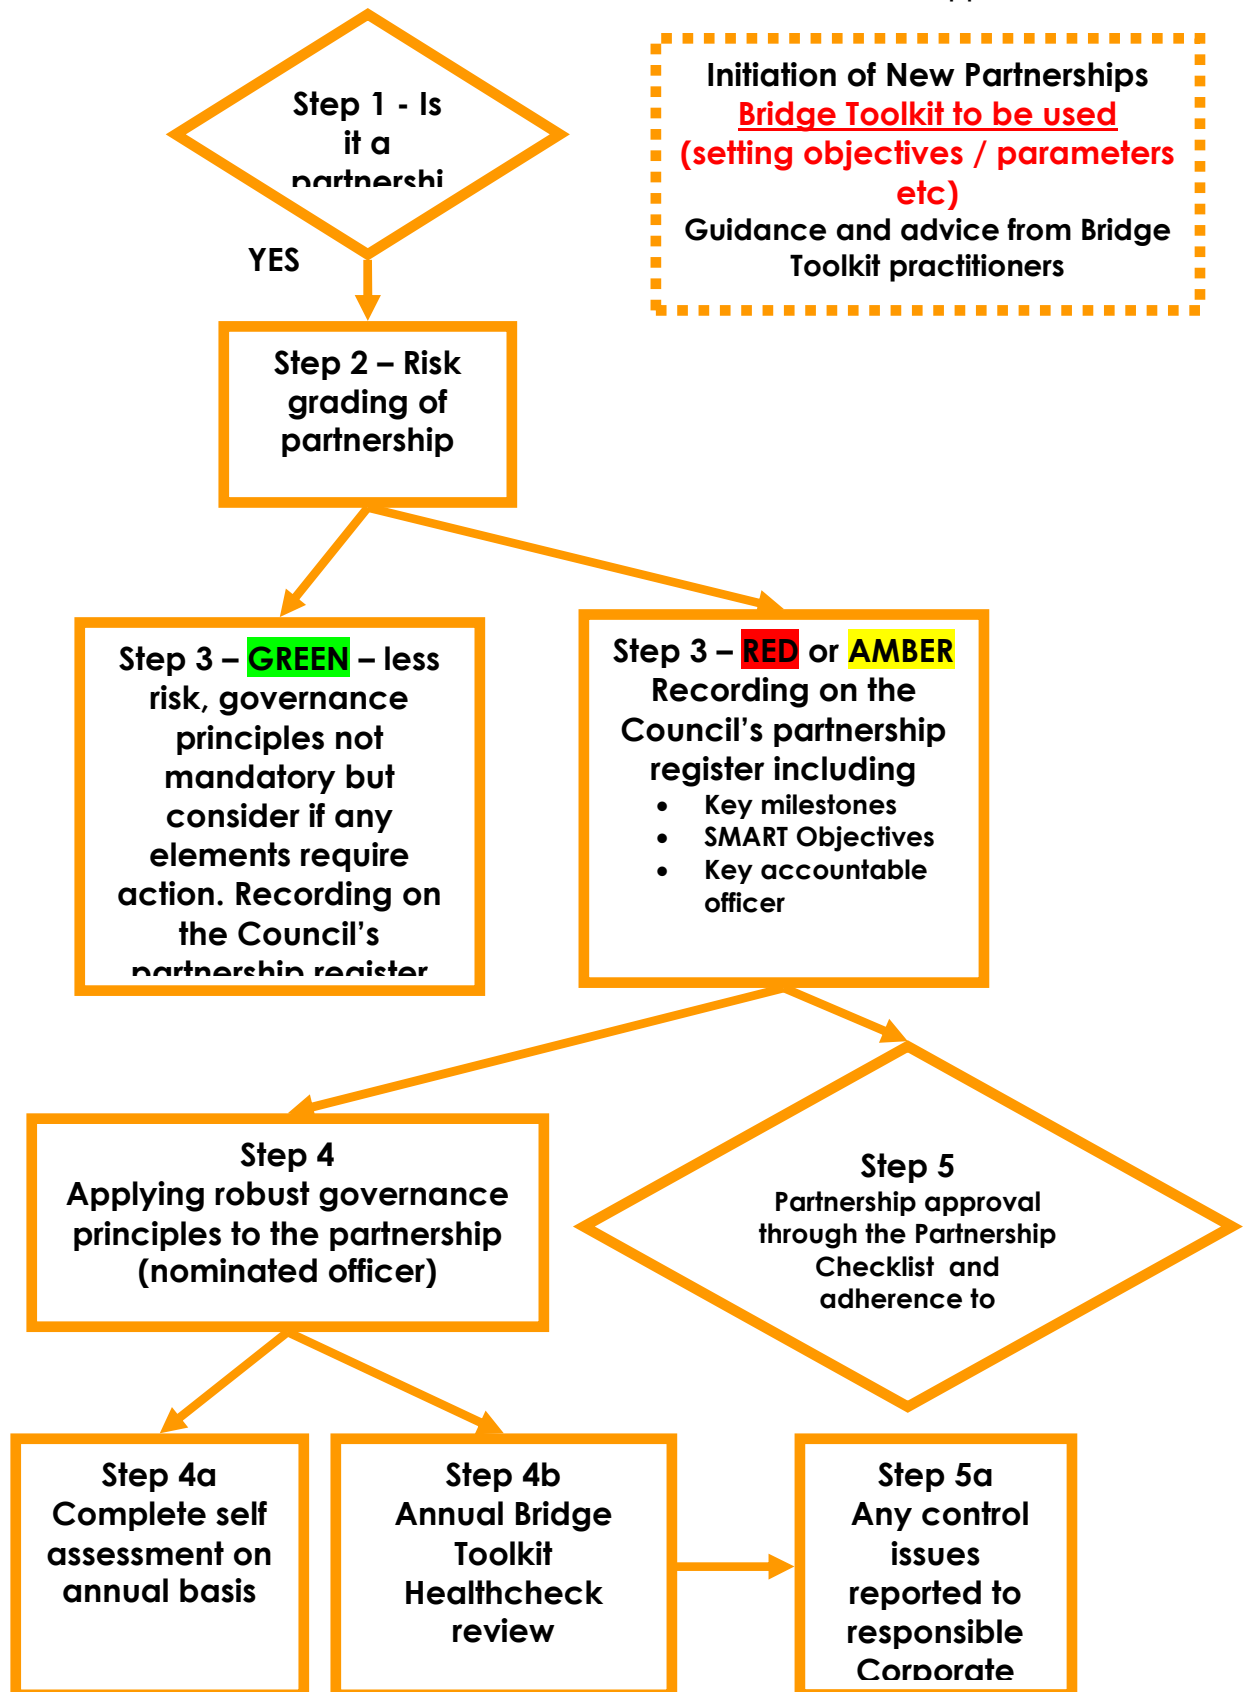 Step 1 - Is
it a
partnershi
YES
Initiation of New Partnerships
Bridge Toolkit to be used
(setting objectives / parameters
etc)
Guidance and advice from Bridge
Toolkit practitioners
Step 2 – Risk
grading of
partnership
Step 3 – GREEN – less
risk, governance
principles not
mandatory but
consider if any
elements require
action. Recording on
the Council’s
partnership register
Step 3 – RED or AMBER
Recording on the
Council’s partnership
register including
• Key milestones
• SMART Objectives
• Key accountable
officer
Step 4
Applying robust governance
principles to the partnership
(nominated officer)
Step 5
Partnership approval
through the Partnership
Checklist and
adherence to
Step 4a
Complete self
assessment on
annual basis
Step 4b
Annual Bridge
Toolkit
Healthcheck
review
Step 5a
Any control
issues
reported to
responsible
Corporate